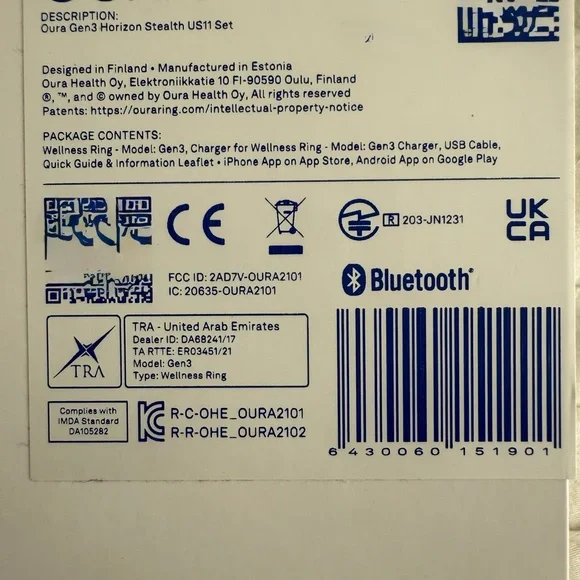 DESCRIPTION:
Oura Gen3 Horizon Stealth US11 Set
Designed in Finland • Manufactured in Estonia
Oura Health Oy, Elektroniikkatie 10 FI-90590 Oulu, Finland
®, ™, and © owned by Oura Health Oy, All rights reserved
Patents: https://ouraring.com/intellectual-property-notice
PACKAGE CONTENTS:
Wellness Ring - Model: Gen3, Charger for Wellness Ring - Model: Gen3 Charger, USB Cable,
Quick Guide & Information Leaflet • iPhone App on App Store, Android App on Google Play
CE
R 203-JN1231
UK
CA
FCC ID: 2AD7V-OURA2101
IC: 20635-OURA2101
Bluetooth®
TRA
TRA - United Arab Emirates
Dealer ID: DA68241/17
TA RTTE: ER03451/21
Model: Gen3
Type: Wellness Ring
Complies with
IMDA Standard
DA105282
R-C-OHE_OURA2101
R-R-OHE_OURA2102
6 430060 151901